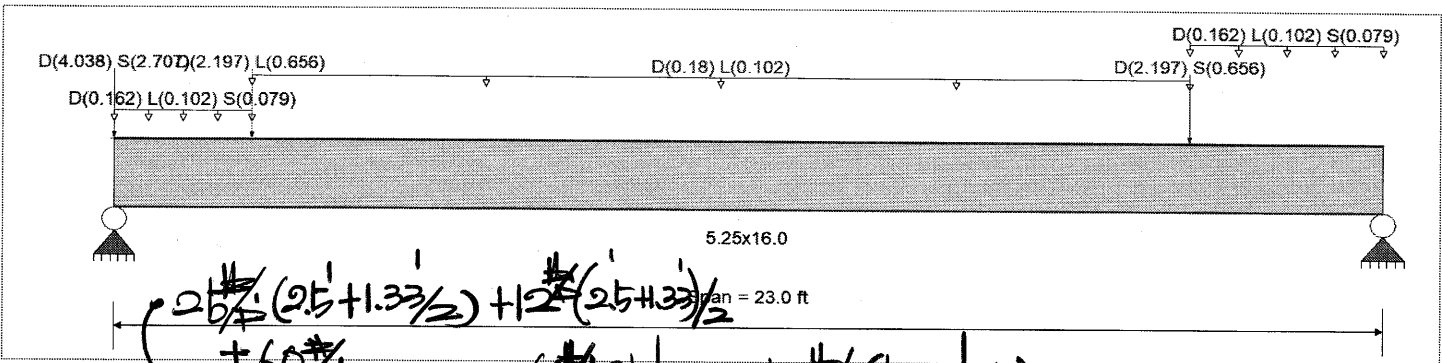 D(0.162) L(0.102) S(0.079)
D(4.038) S(2.707)D(2.197) L(0.656)
D(0.18) L(0.102)
D(2.197) S(0.656)
D(0.162) L(0.102) S(0.079)
5.25x16.0
25#/' (2.5'+1.33'/2) +12#/' (2.5'+1.33')/2
Span = 23.0 ft